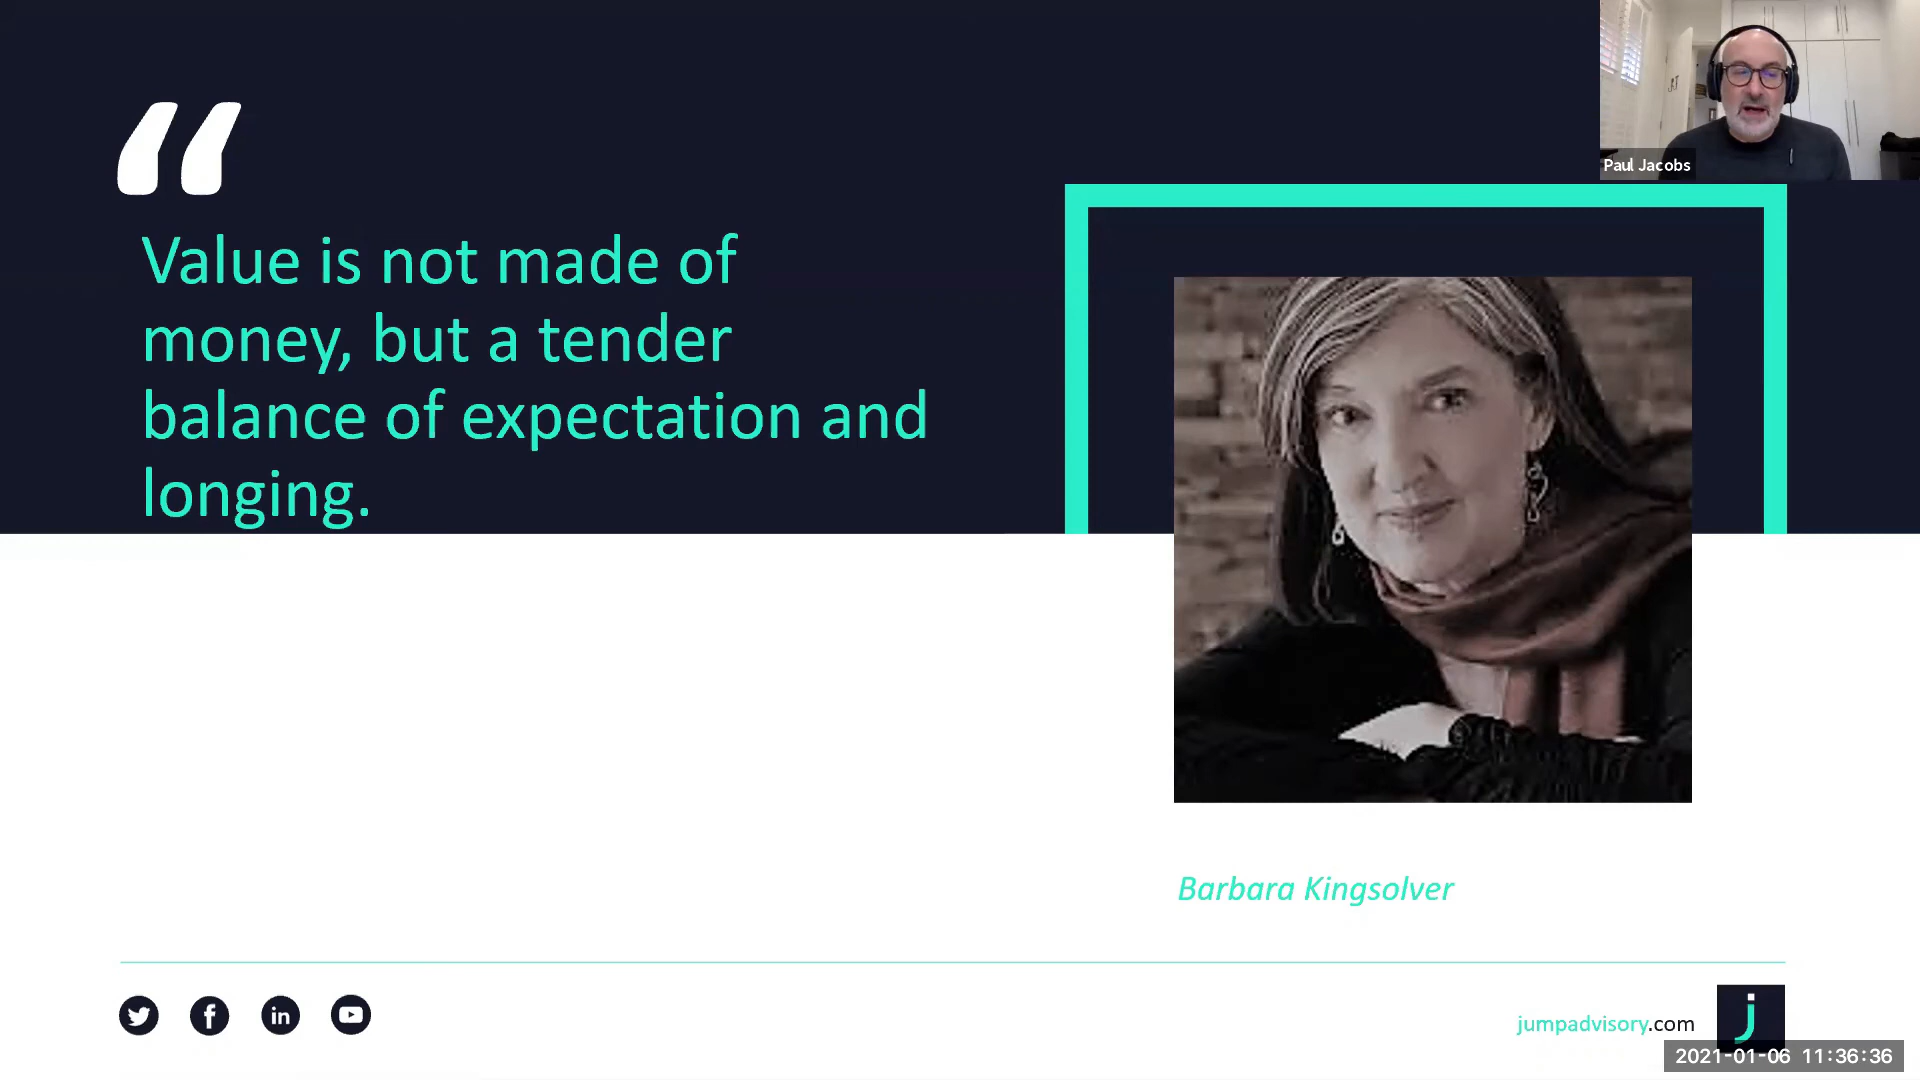 “
Value is not made of
money, but a tender
balance of expectation and
longing.
Paul Jacobs
Barbara Kingsolver
jumpadvisory.com
j
2021-01-06 11:36:36